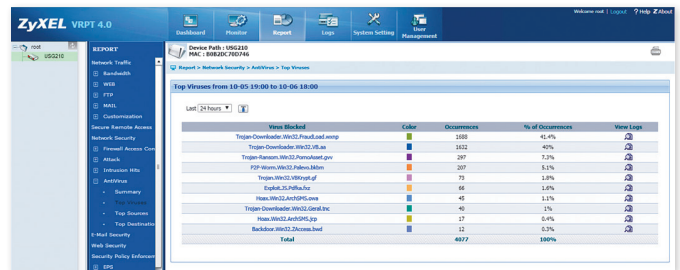 ZyXEL VRPT 4.0
Welcome root | Logout ? Help Z About
Dashboard Monitor Report Logs System Setting User Management
root
USG210
REPORT
Network Traffic
Bandwidth
WEB
FTP
MAIL
Customization
Secure Remote Access
Network Security
Firewall Access Con
Attack
Intrusion Hits
AntiVirus
Summary
Top Viruses
Top Sources
Top Destinatio
E-Mail Security
Web Security
Security Policy Enforcem
EPS
Device Path : USG210
MAC : B0B2DC70D746
Report > Network Security > AntiVirus > Top Viruses
Top Viruses from 10-05 19:00 to 10-06 18:00
Last 24 hours
Virus Blocked Color Occurrences % of Occurrences View Logs
Trojan-Downloader.Win32.FraudLoad.wxnp 1688 41.4%
Trojan-Downloader.Win32.VB.aa 1632 40%
Trojan-Ransom.Win32.PornoAsset.gvv 297 7.3%
P2P-Worm.Win32.Palevo.bklm 207 5.1%
Trojan.Win32.VBKrypt.gf 73 1.8%
Exploit.JS.Pdfka.fxz 66 1.6%
Hoax.Win32.ArchSMS.owa 45 1.1%
Trojan-Downloader.Win32.Geral.lnc 40 1%
Hoax.Win32.ArchSMS.jcp 17 0.4%
Backdoor.Win32.ZAccess.bwd 12 0.3%
Total 4077 100%